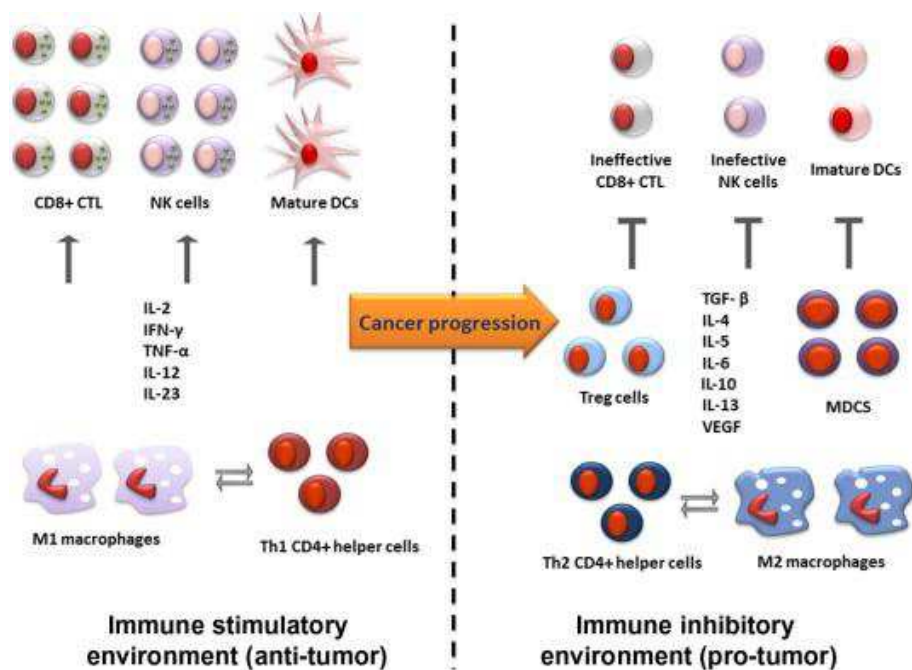 CD8+ CTL
NK cells
Mature DCs
IL-2
IFN-γ
TNF-α
IL-12
IL-23
M1 macrophages
Th1 CD4+ helper cells
Immune stimulatory
environment (anti-tumor)
Cancer progression
Ineffective
CD8+ CTL
Inefective
NK cells
Imature DCs
Treg cells
TGF- β
IL-4
IL-5
IL-6
IL-10
IL-13
VEGF
MDCS
Th2 CD4+ helper cells
M2 macrophages
Immune inhibitory
environment (pro-tumor)